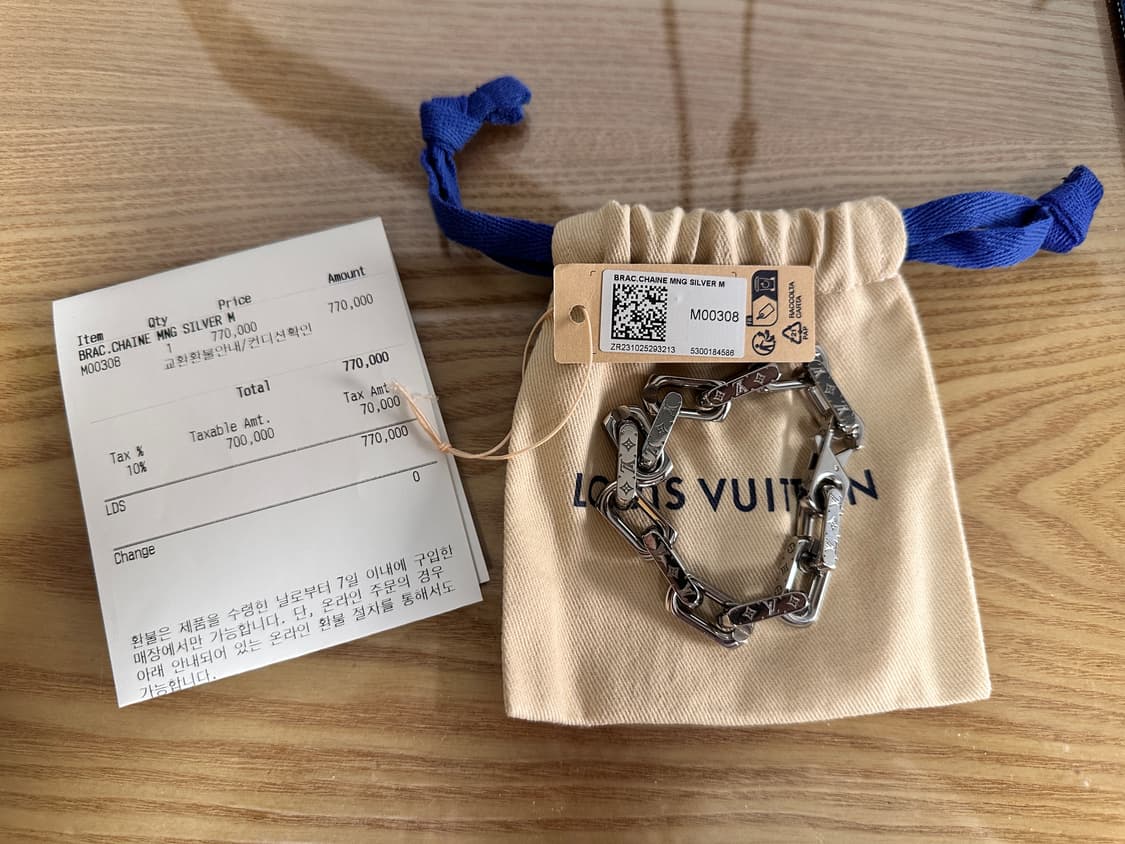 Item Qty Price Amount
BRAC.CHAINE MNG SILVER M
M00308 1 770,000 770,000
교환환불안내/컨디션확인
Total 770,000
Tax % Taxable Amt. Tax Amt
10% 700,000 70,000
LDS 770,000
Change 0
환불은 제품을 수령한 날로부터 7일 이내에 구입한
매장에서만 가능합니다. 단, 온라인 주문의 경우
아래 안내되어 있는 온라인 환불 절차를 통해서도
가능합니다.
BRAC.CHAINE MNG SILVER M
M00308
ZR231025293213 5300184586
RACCOLTA
CARTA
21
PAP
LOUIS VUITTON